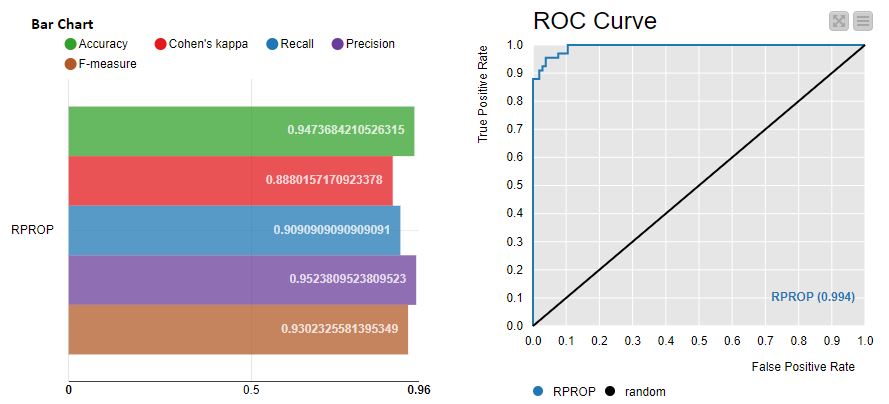 Bar Chart
Accuracy Cohen's kappa Recall Precision
F-measure
0.9473684210526315
0.8880157170923378
RPROP
0.9090909090909091
0.9523809523809523
0.9302325581395349
0 0.5 0.96
ROC Curve
True Positive Rate
1.0
0.9
0.8
0.7
0.6
0.5
0.4
0.3
0.2
0.1
0.0
RPROP (0.994)
0.0 0.1 0.2 0.3 0.4 0.5 0.6 0.7 0.8 0.9 1.0
False Positive Rate
RPROP random